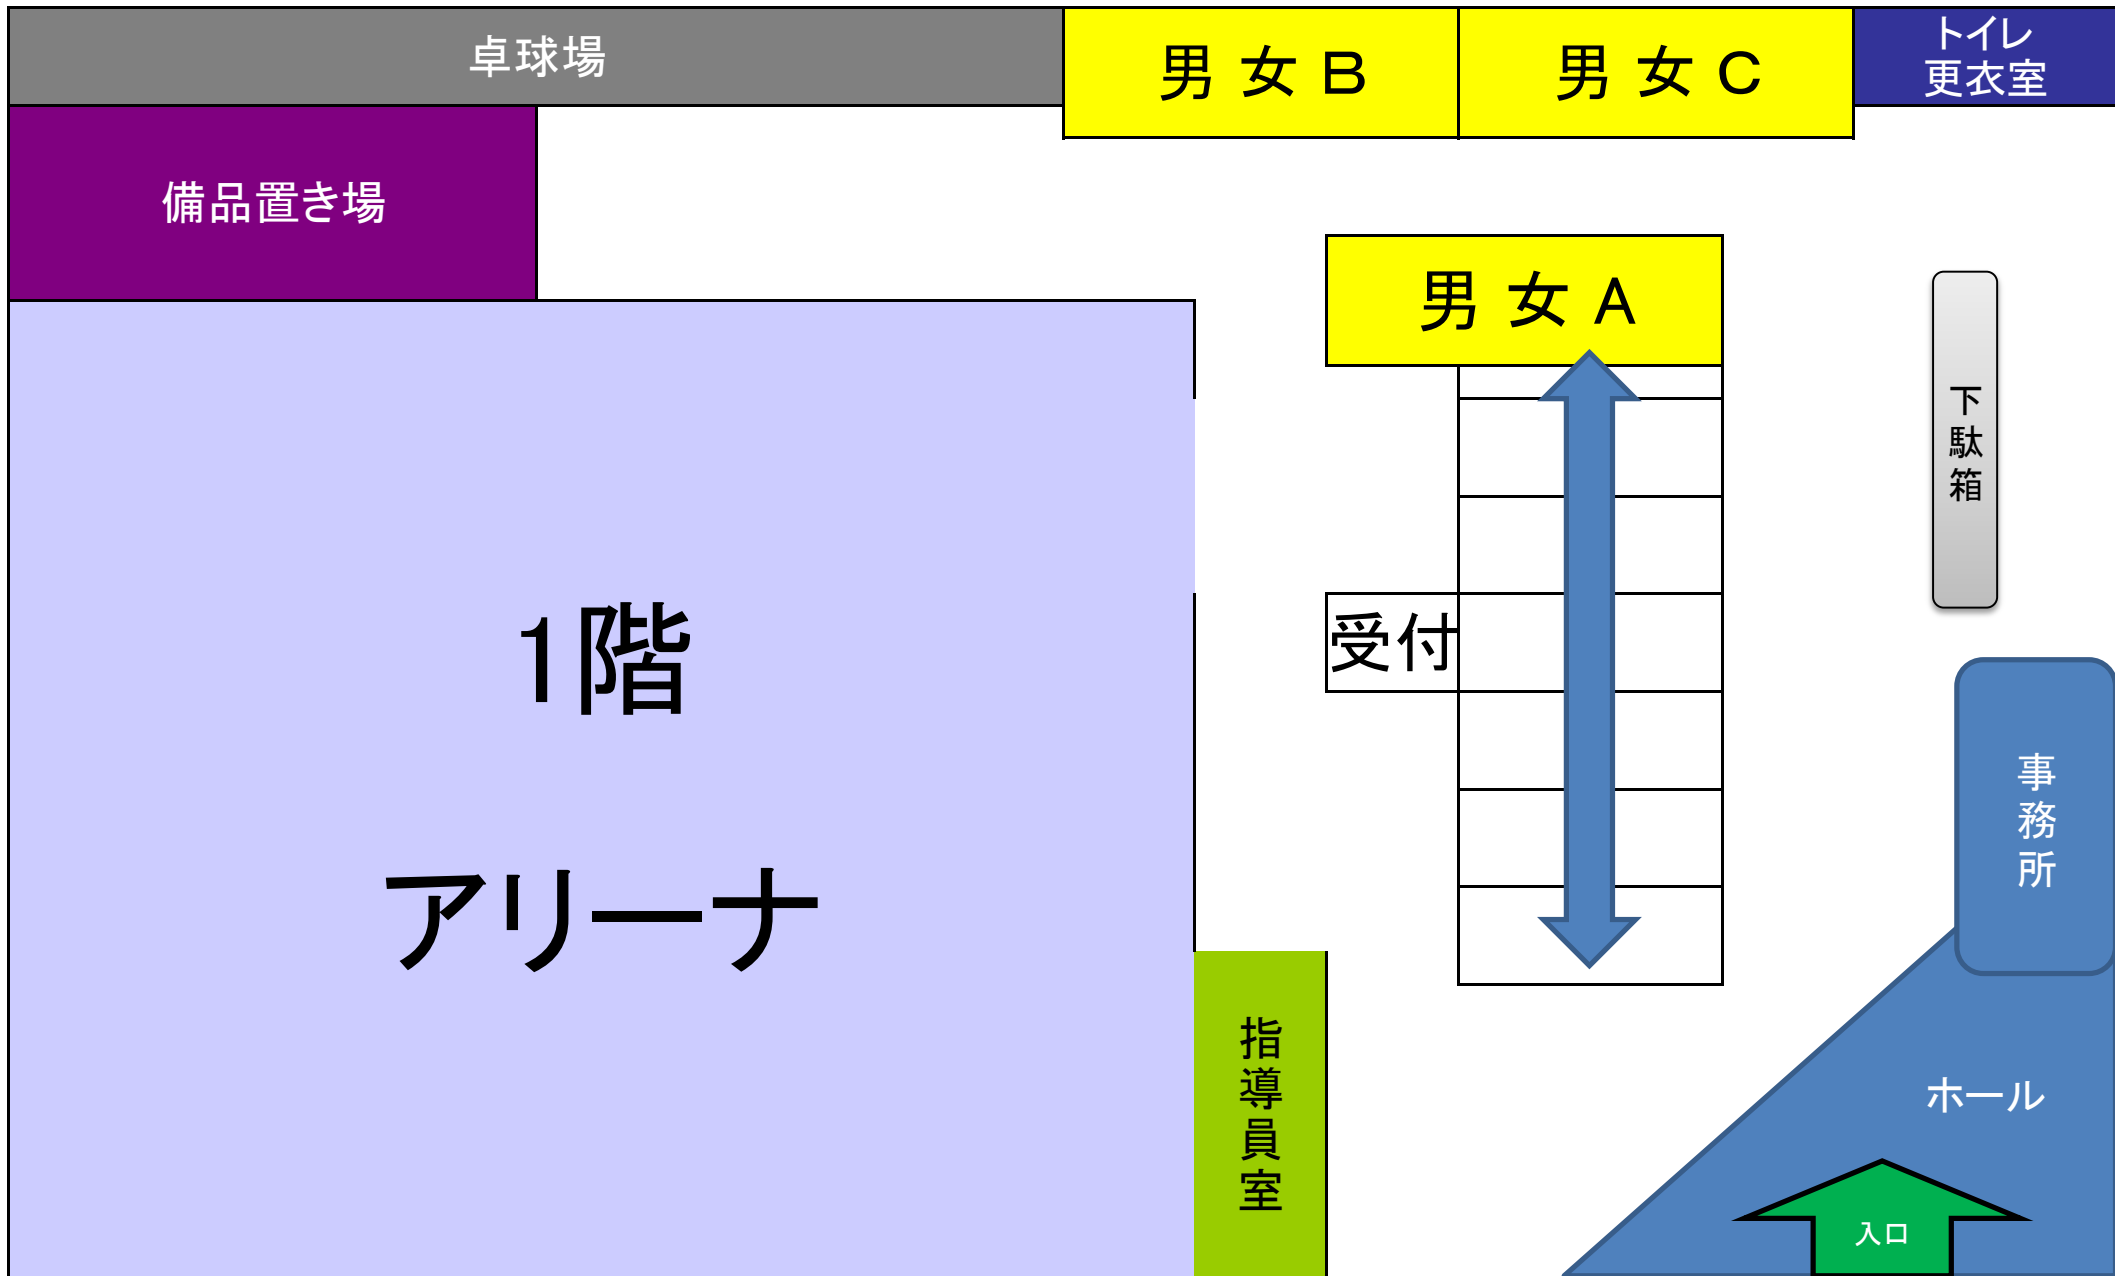 卓球場
男 女 B
男 女 C
トイレ
更衣室
備品置き場
男 女 A
下駄箱
1階
アリーナ
受付
事務所
指導員室
ホール
入口